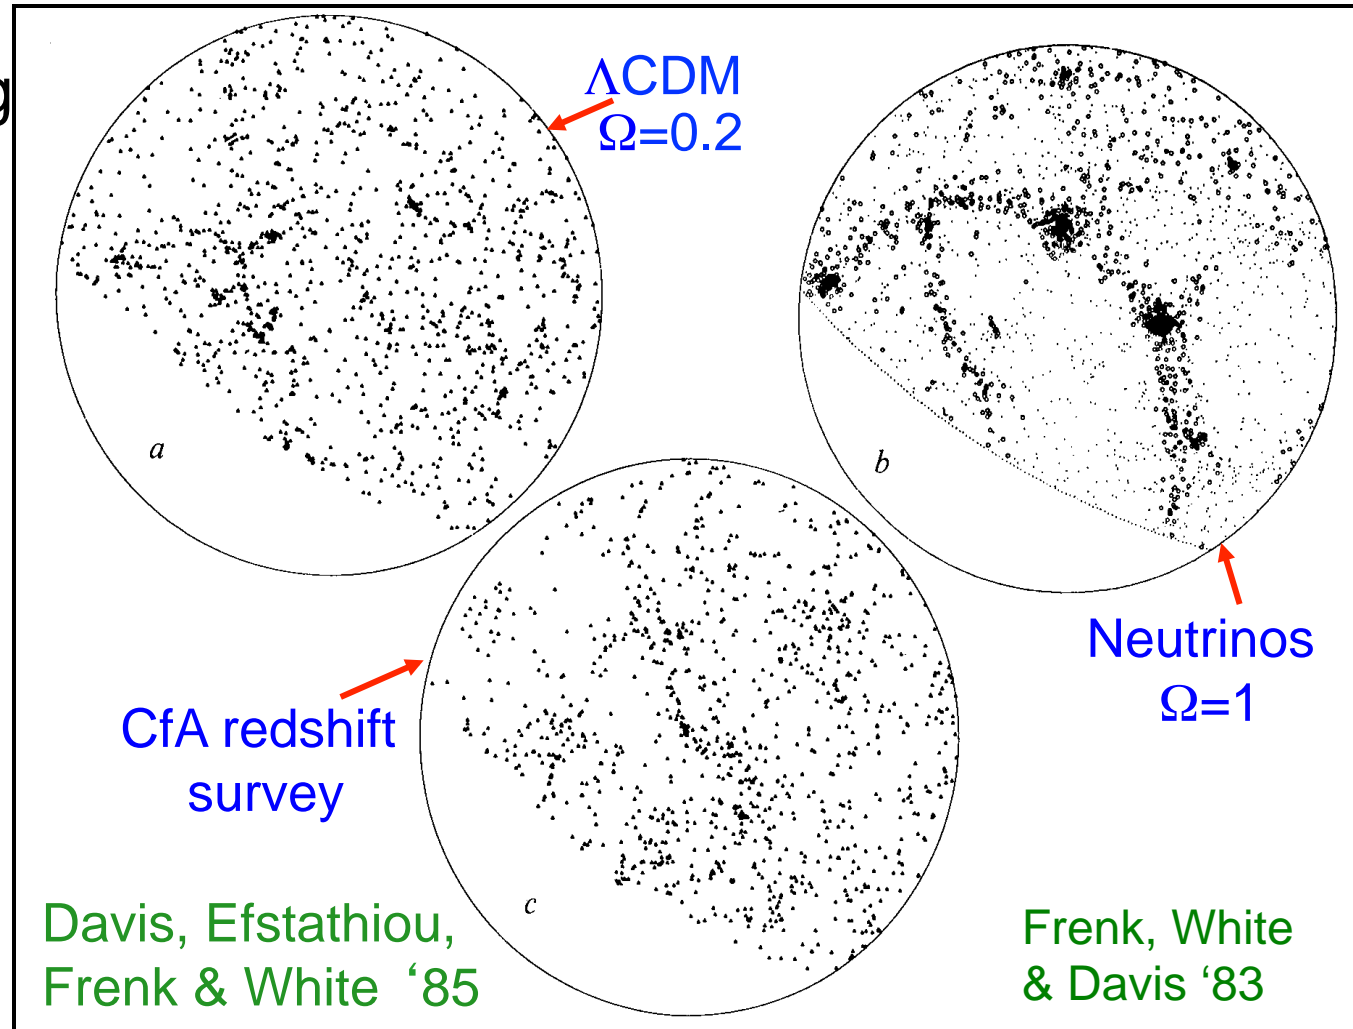 g
ΛCDM
Ω=0.2
a
b
Neutrinos
Ω=1
CfA redshift
survey
c
Davis, Efstathiou,
Frenk & White ‘85
Frenk, White
& Davis ‘83